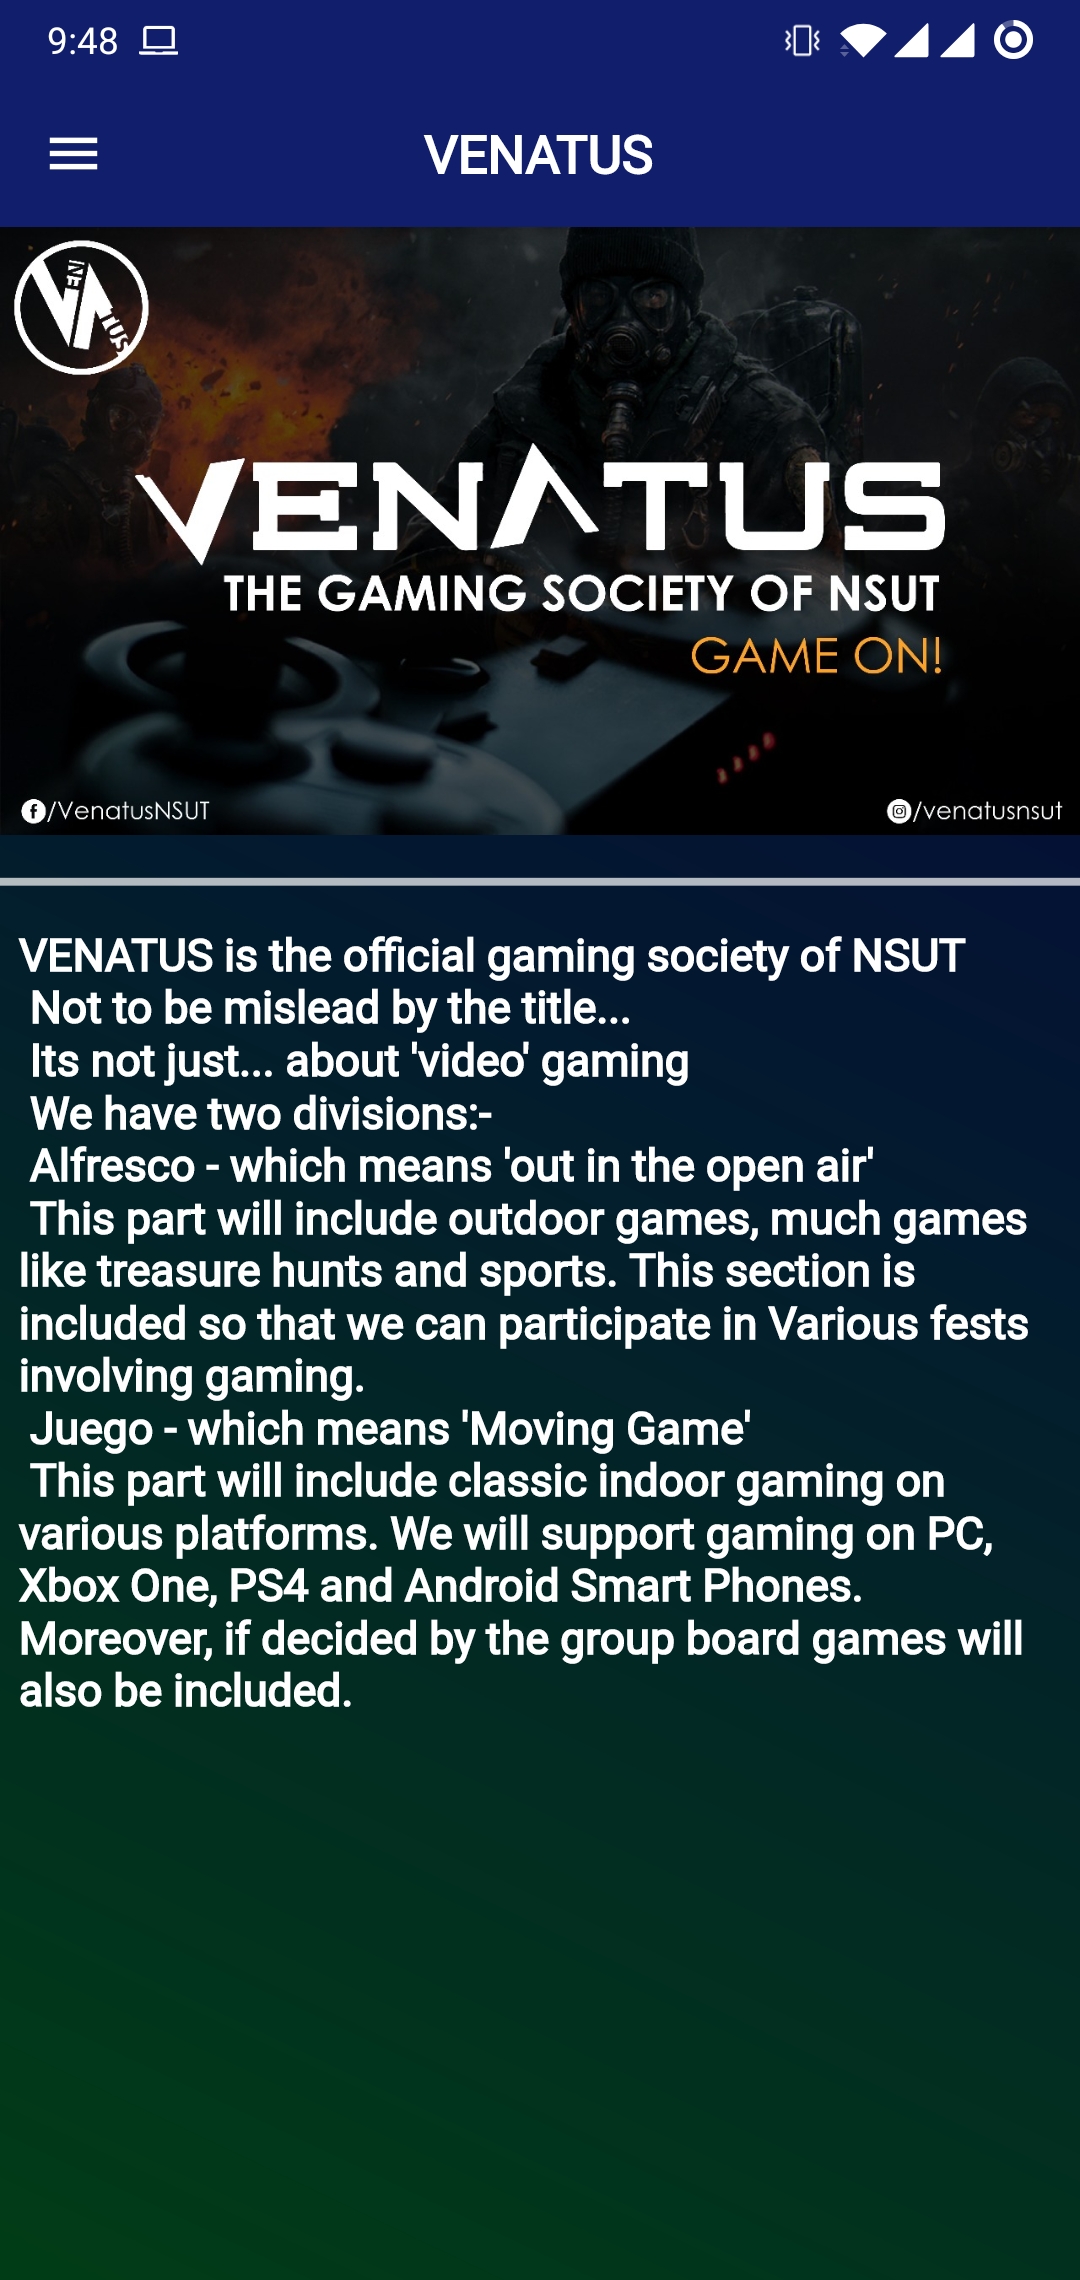 9:48
VENATUS
VENATUS
VENATUS
THE GAMING SOCIETY OF NSUT
GAME ON!
/VenatusNSUT
/venatusnsut
VENATUS is the official gaming society of NSUT
Not to be mislead by the title...
Its not just... about 'video' gaming
We have two divisions:-
Alfresco - which means 'out in the open air'
This part will include outdoor games, much games
like treasure hunts and sports. This section is
included so that we can participate in Various fests
involving gaming.
Juego - which means 'Moving Game'
This part will include classic indoor gaming on
various platforms. We will support gaming on PC,
Xbox One, PS4 and Android Smart Phones.
Moreover, if decided by the group board games will
also be included.